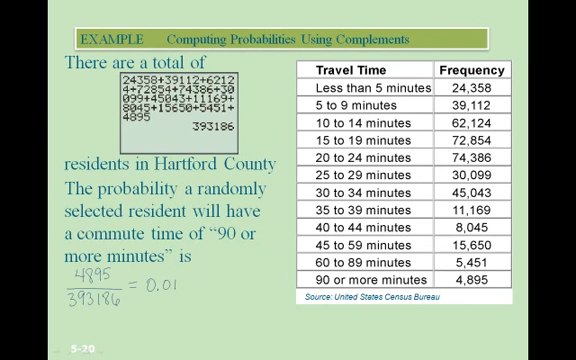 EXAMPLE Computing Probabilities Using Complements
There are a total of
24358+39112+6212
4+72854+74386+30
099+45043+11169+
8045+15650+5451+
4895
393186
residents in Hartford County
The probability a randomly
selected resident will have
a commute time of “90 or
more minutes” is
4895
393186
= 0.01
Travel Time Frequency
Less than 5 minutes 24,358
5 to 9 minutes 39,112
10 to 14 minutes 62,124
15 to 19 minutes 72,854
20 to 24 minutes 74,386
25 to 29 minutes 30,099
30 to 34 minutes 45,043
35 to 39 minutes 11,169
40 to 44 minutes 8,045
45 to 59 minutes 15,650
60 to 89 minutes 5,451
90 or more minutes 4,895
Source: United States Census Bureau
5-20